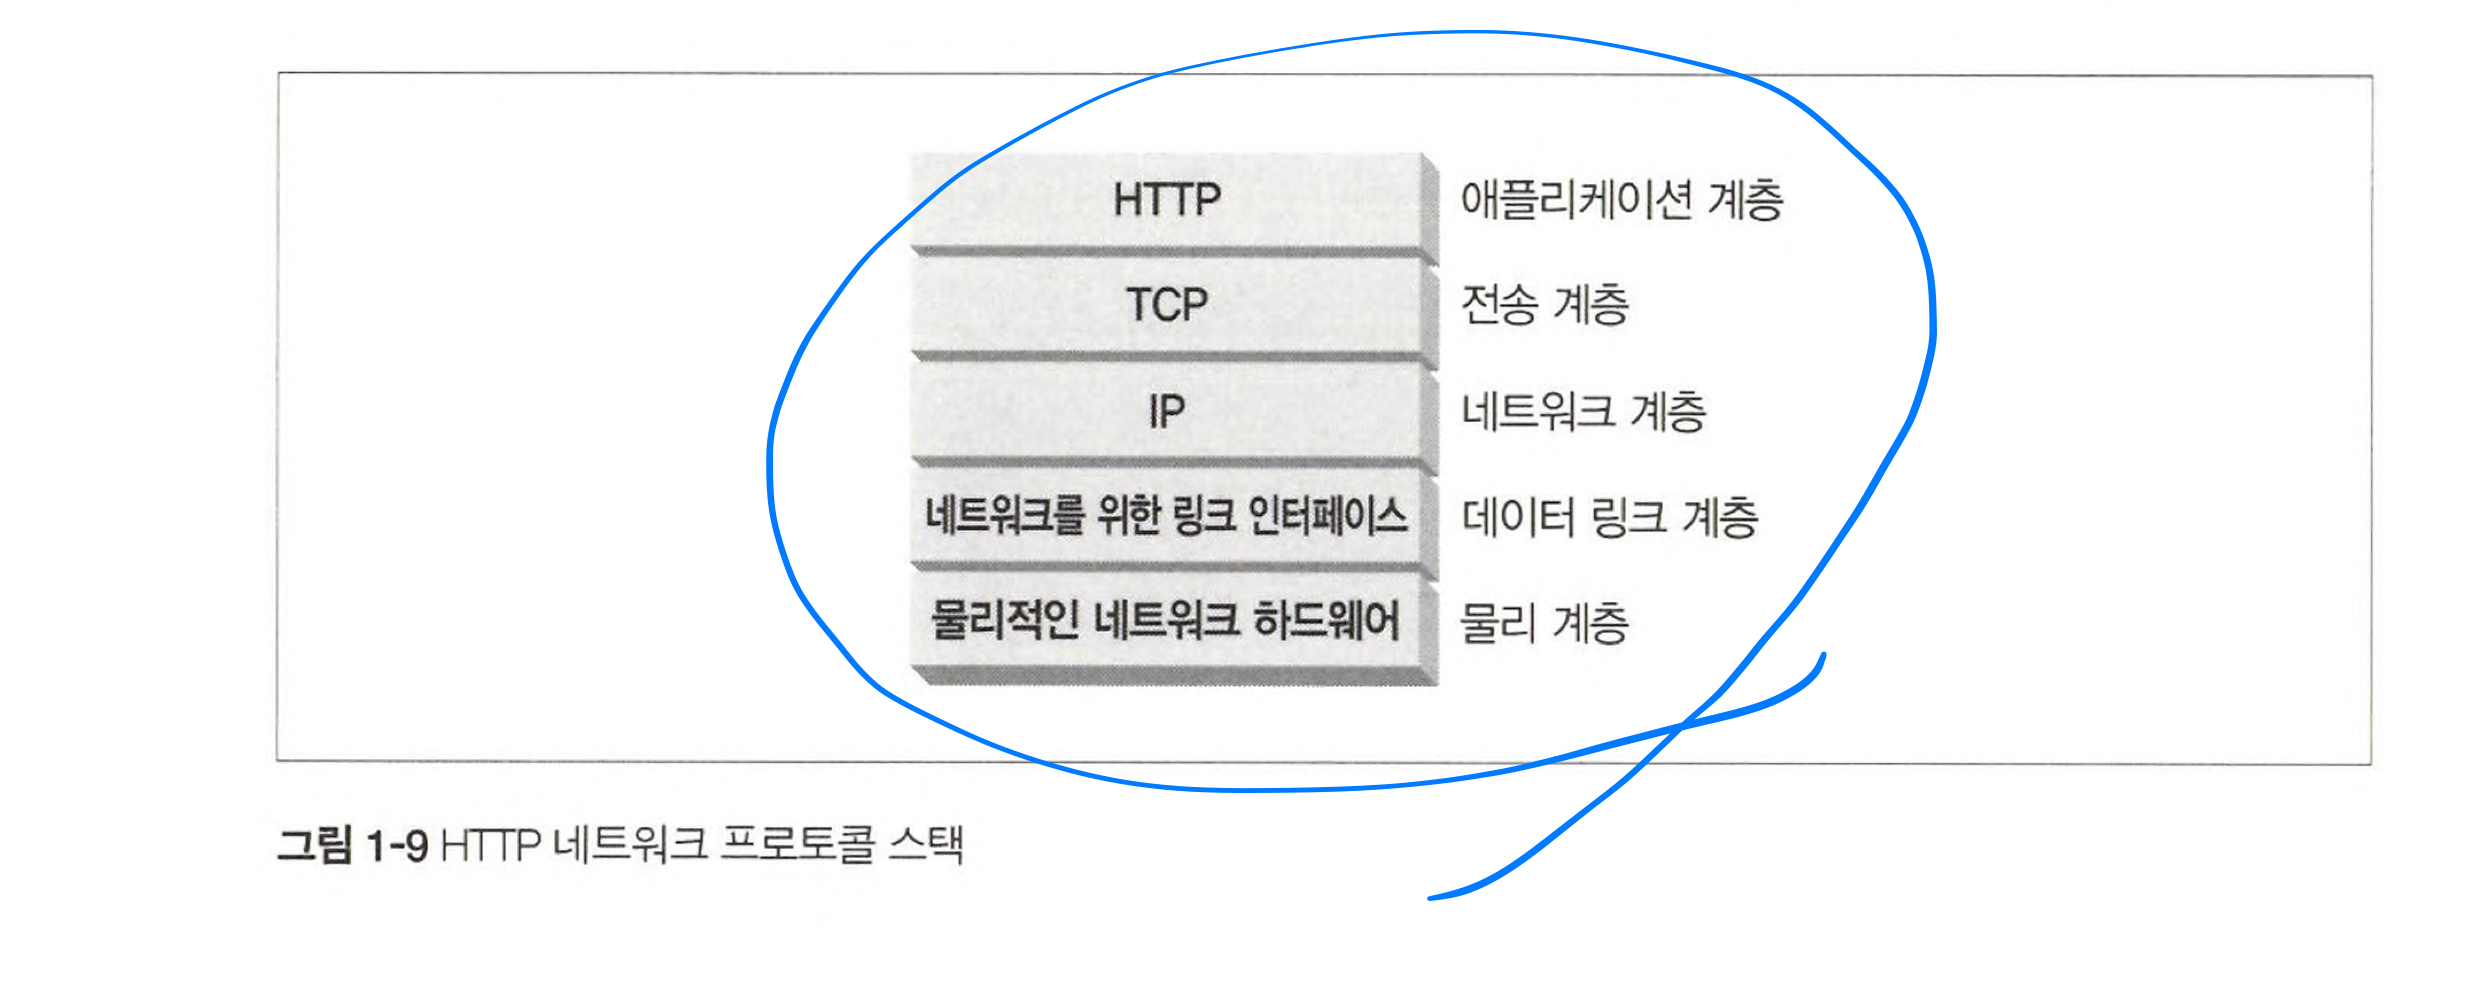 HTTP 애플리케이션 계층
TCP 전송 계층
IP 네트워크 계층
네트워크를 위한 링크 인터페이스 데이터 링크 계층
물리적인 네트워크 하드웨어 물리 계층
그림 1-9 HTTP 네트워크 프로토콜 스택